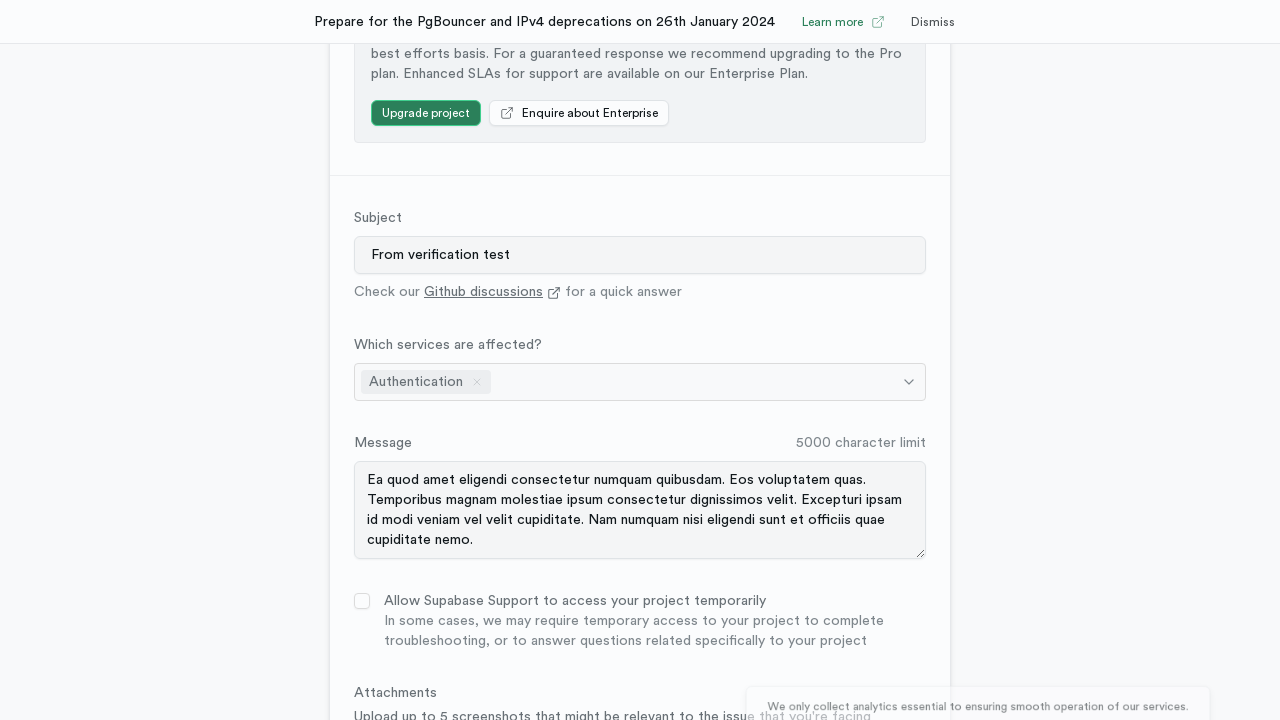 Prepare for the PgBouncer and IPv4 deprecations on 26th January 2024 Learn more Dismiss
best efforts basis. For a guaranteed response we recommend upgrading to the Pro
plan. Enhanced SLAs for support are available on our Enterprise Plan.
Upgrade project Enquire about Enterprise
Subject
From verification test
Check our Github discussions for a quick answer
Which services are affected?
Authentication
Message 5000 character limit
Ea quod amet eligendi consectetur numquam quibusdam. Eos voluptatem quas.
Temporibus magnam molestiae ipsum consectetur dignissimos velit. Excepturi ipsam
id modi veniam vel velit cupiditate. Nam numquam nisi eligendi sunt et officiis quae
cupiditate nemo.
Allow Supabase Support to access your project temporarily
In some cases, we may require temporary access to your project to complete
troubleshooting, or to answer questions related specifically to your project
Attachments
We only collect analytics essential to ensuring smooth operation of our services.
Upload up to 5 screenshots that might be relevant to the issue that you're facing